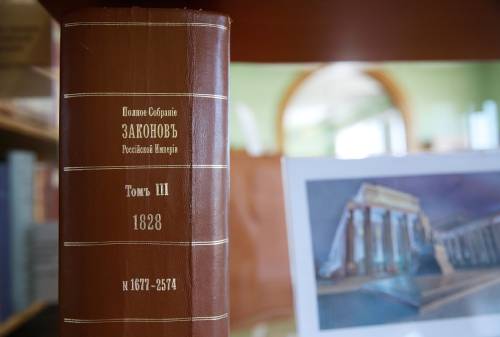 Полное Собраніе
ЗАКОНОВЪ
Россійской Имперіи
Томъ III
1828
№ 1677-2574